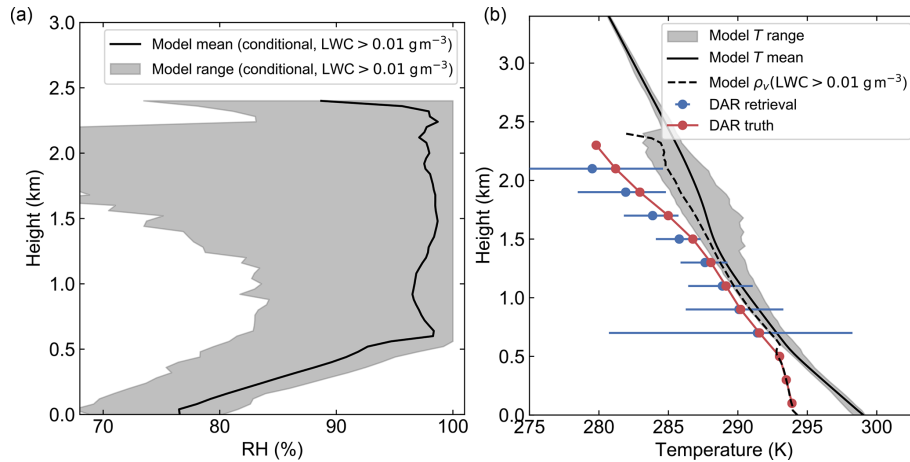 (a)
3.0
2.5
2.0
1.5
1.0
0.5
0.0
Height (km)
Model mean (conditional, LWC > 0.01 g m⁻³)
Model range (conditional, LWC > 0.01 g m⁻³)
70 80 90 100
RH (%)
(b)
3.4
3.0
2.5
2.0
1.5
1.0
0.5
0.0
Height (km)
Model T range
Model T mean
Model ρᵥ(LWC > 0.01 g m⁻³)
DAR retrieval
DAR truth
275 280 285 290 295 300
Temperature (K)